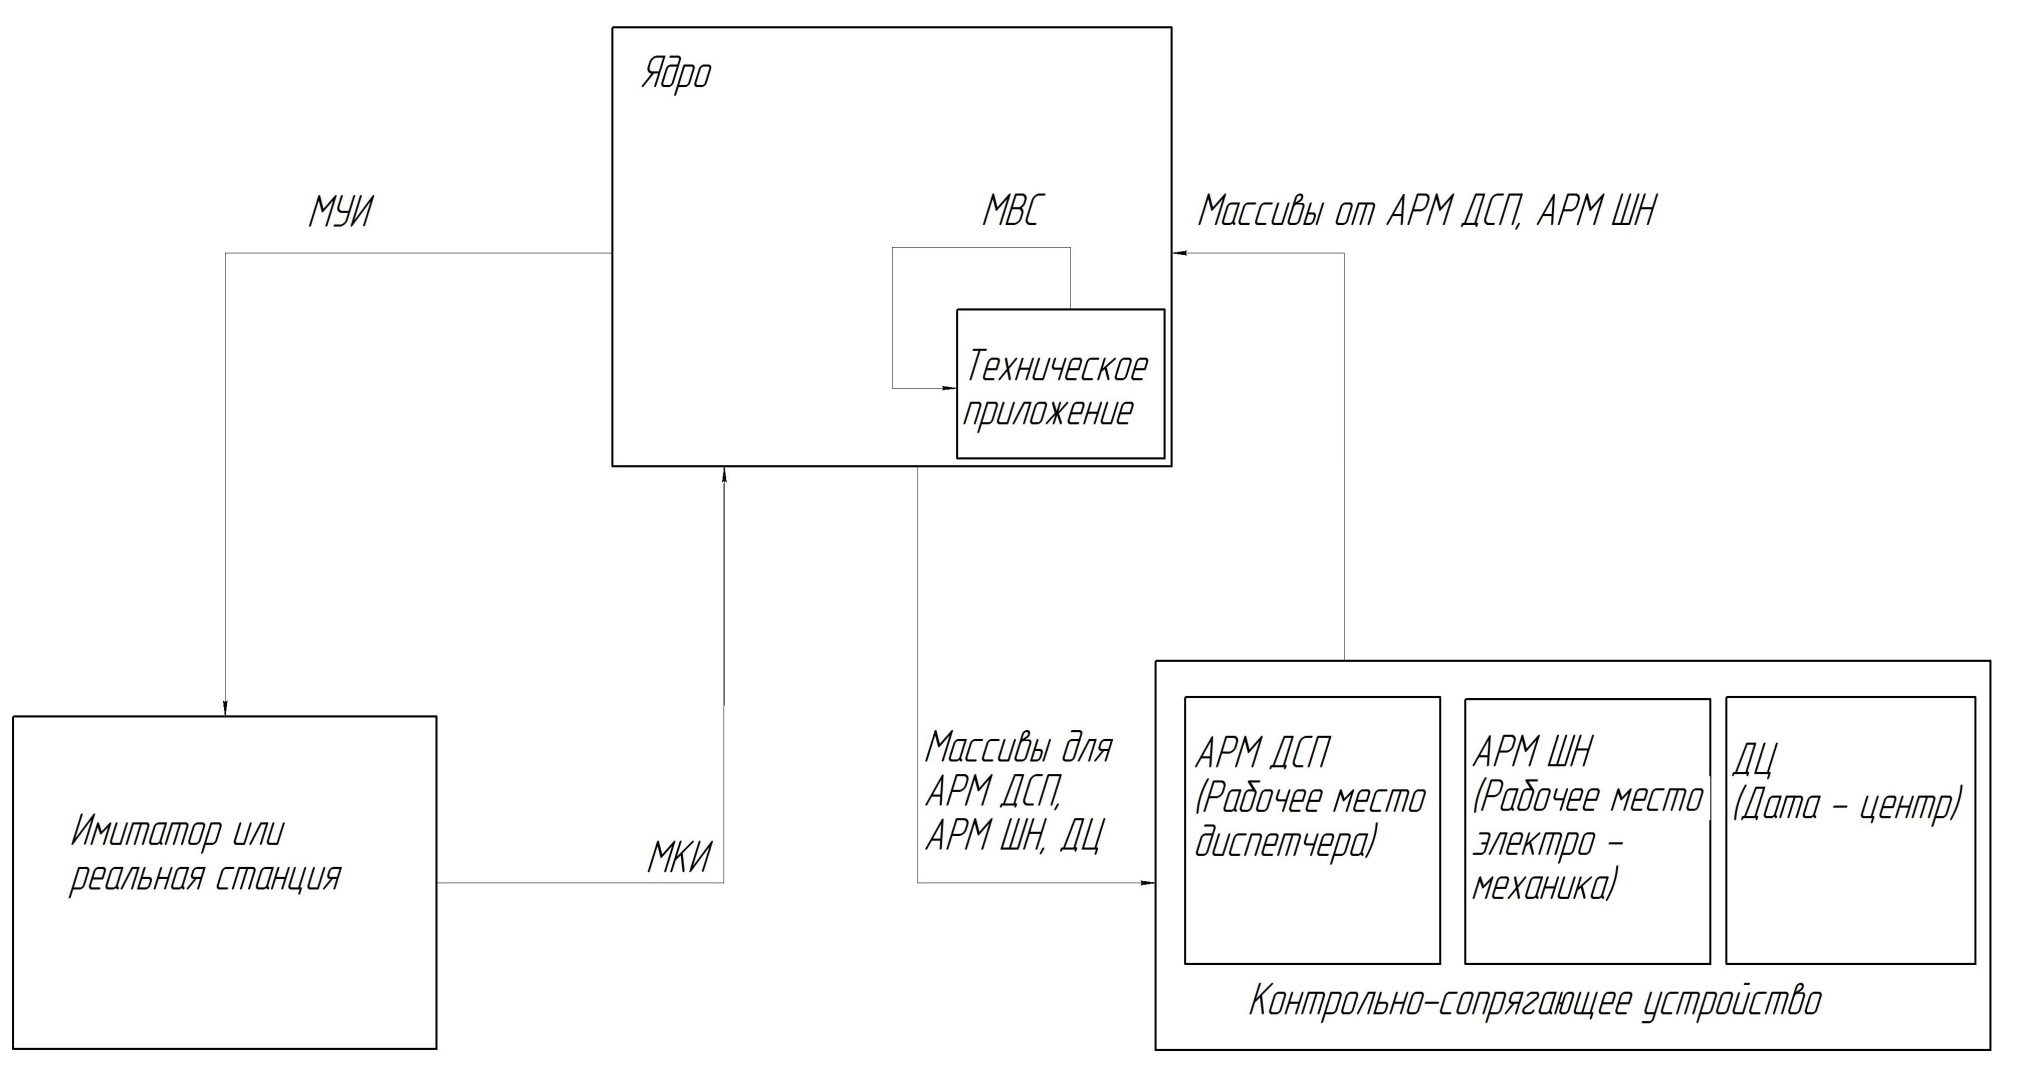 Ядро
МУИ
МВС
Массивы от АРМ ДСП, АРМ ШН
Техническое
приложение
Массивы для
АРМ ДСП,
АРМ ШН, ДЦ
МКИ
Имитатор или
реальная станция
АРМ ДСП
(Рабочее место
диспетчера)
АРМ ШН
(Рабочее место
электро -
механика)
ДЦ
(Дата - центр)
Контрольно-сопрягающее устройство